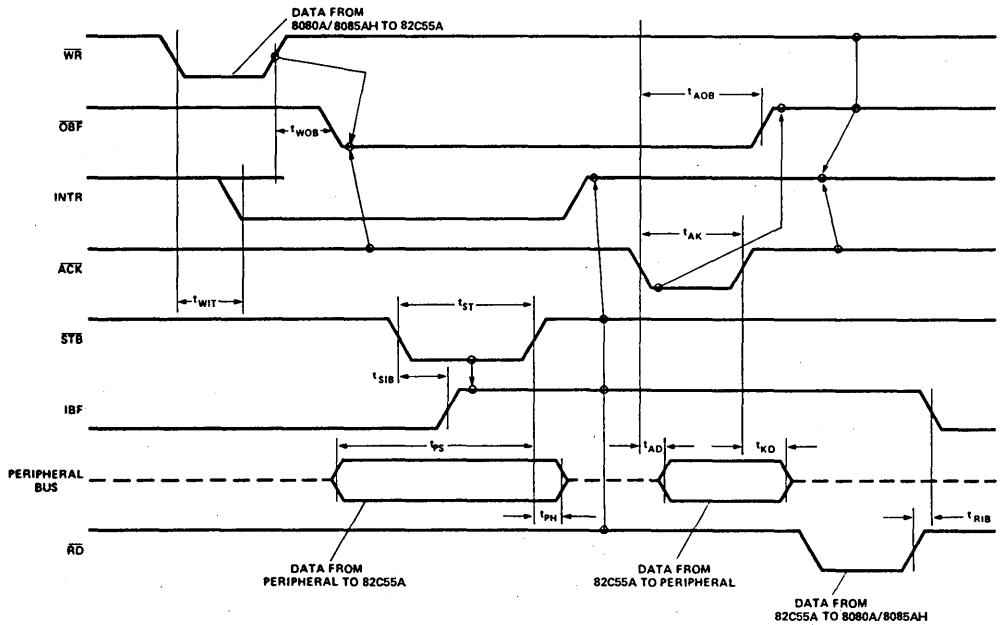 DATA FROM
8080A/8085AH TO 82C55A
WR
tAOB
OBF
tWOB
INTR
tAK
ACK
tWIT
tST
STB
tSIB
IBF
tPS
tAD
tKD
PERIPHERAL
BUS
tPH
tRIB
RD
DATA FROM
PERIPHERAL TO 82C55A
DATA FROM
82C55A TO PERIPHERAL
DATA FROM
82C55A TO 8080A/8085AH